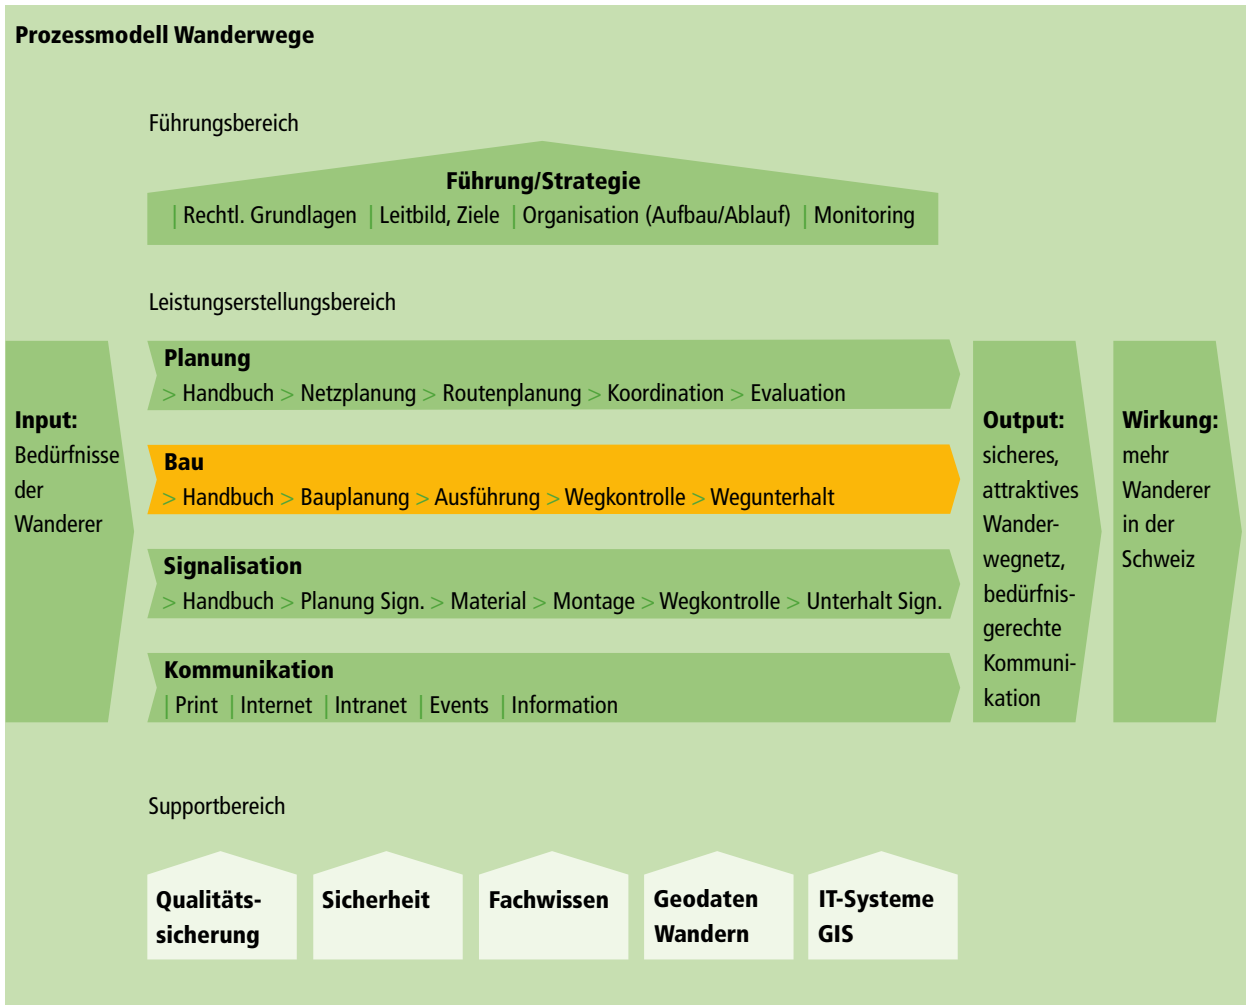 Prozessmodell Wanderwege
Führungsbereich
Führung/Strategie
| Rechtl. Grundlagen | Leitbild, Ziele | Organisation (Aufbau/Ablauf) | Monitoring
Leistungserstellungsbereich
Input:
Bedürfnisse
der
Wanderer
Planung
> Handbuch > Netzplanung > Routenplanung > Koordination > Evaluation
Bau
> Handbuch > Bauplanung > Ausführung > Wegkontrolle > Wegunterhalt
Signalisation
> Handbuch > Planung Sign. > Material > Montage > Wegkontrolle > Unterhalt Sign.
Kommunikation
| Print | Internet | Intranet | Events | Information
Output:
sicheres,
attraktives
Wander-
wegnetz,
bedürfnis-
gerechte
Kommuni-
kation
Wirkung:
mehr
Wanderer
in der
Schweiz
Supportbereich
Qualitäts-
sicherung
Sicherheit
Fachwissen
Geodaten
Wandern
IT-Systeme
GIS